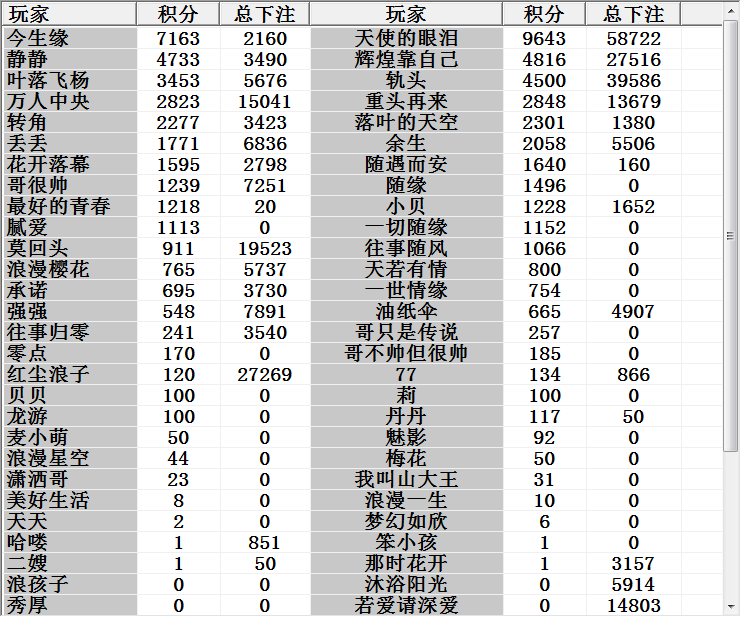 玩家 积分 总下注 玩家 积分 总下注
今生缘 7163 2160 天使的眼泪 9643 58722
静静 4733 3490 辉煌靠自己 4816 27516
叶落飞杨 3453 5676 轨头 4500 39586
万人中央 2823 15041 重头再来 2848 13679
转角 2277 3423 落叶的天空 2301 1380
丢丢 1771 6836 余生 2058 5506
花开落幕 1595 2798 随遇而安 1640 160
哥很帅 1239 7251 随缘 1496 0
最好的青春 1218 20 小贝 1228 1652
腻爱 1113 0 一切随缘 1152 0
莫回头 911 19523 往事随风 1066 0
浪漫樱花 765 5737 天若有情 800 0
承诺 695 3730 一世情缘 754 0
强强 548 7891 油纸伞 665 4907
往事归零 241 3540 哥只是传说 257 0
零点 170 0 哥不帅但很帅 185 0
红尘浪子 120 27269 77 134 866
贝贝 100 0 莉 100 0
龙游 100 0 丹丹 117 50
麦小萌 50 0 魅影 92 0
浪漫星空 44 0 梅花 50 0
潇洒哥 23 0 我叫山大王 31 0
美好生活 8 0 浪漫一生 10 0
天天 2 0 梦幻如欣 6 0
哈喽 1 851 笨小孩 1 0
二嫂 1 50 那时花开 1 3157
浪孩子 0 0 沐浴阳光 0 5914
秀厚 0 0 若爱请深爱 0 14803